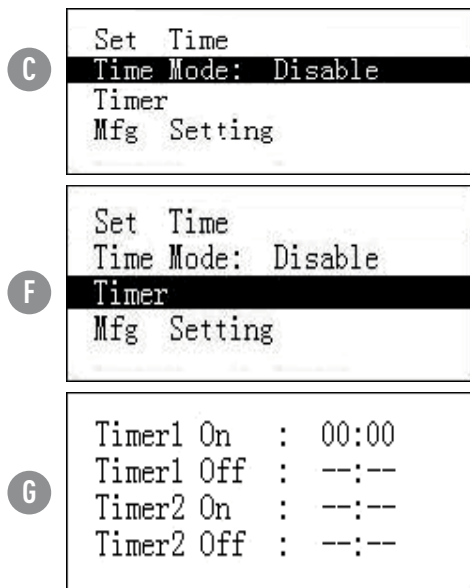 C
Set Time
Time Mode: Disable
Timer
Mfg Setting
F
Set Time
Time Mode: Disable
Timer
Mfg Setting
G
Timer1 On : 00:00
Timer1 Off : --:--
Timer2 On : --:--
Timer2 Off : --:--